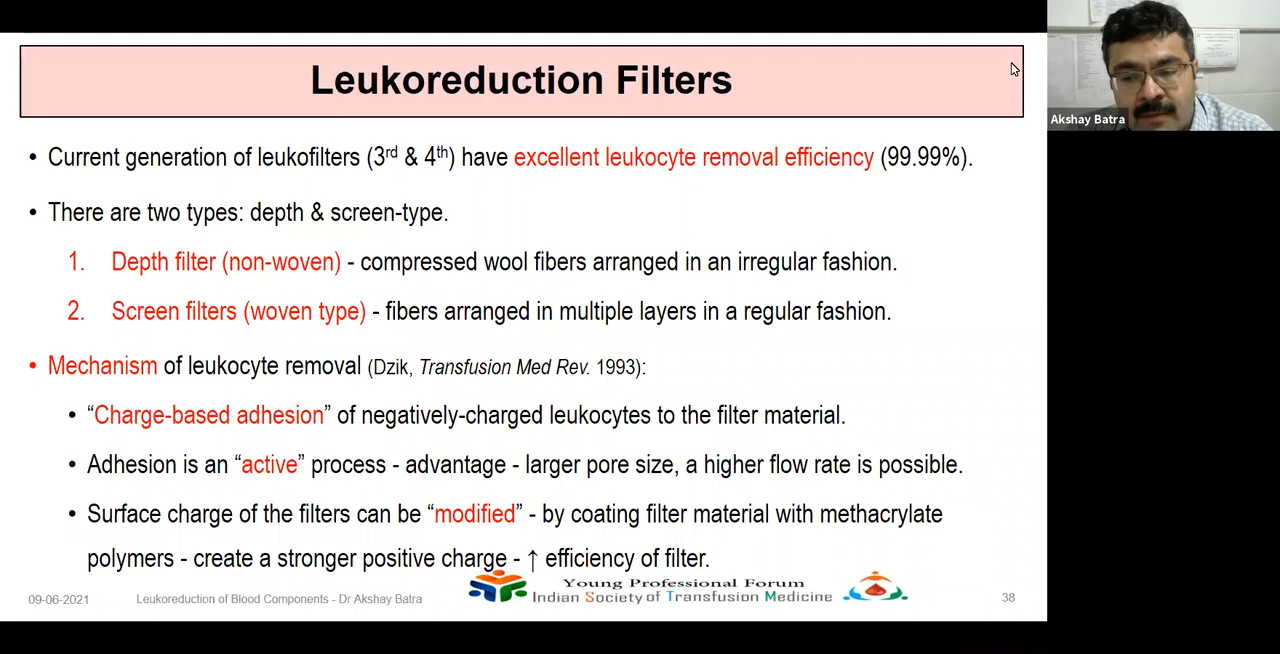 Leukoreduction Filters
Akshay Batra
• Current generation of leukofilters (3rd & 4th) have excellent leukocyte removal efficiency (99.99%).
• There are two types: depth & screen-type.
1. Depth filter (non-woven) - compressed wool fibers arranged in an irregular fashion.
2. Screen filters (woven type) - fibers arranged in multiple layers in a regular fashion.
• Mechanism of leukocyte removal (Dzik, Transfusion Med Rev. 1993):
• “Charge-based adhesion” of negatively-charged leukocytes to the filter material.
• Adhesion is an “active” process - advantage - larger pore size, a higher flow rate is possible.
• Surface charge of the filters can be “modified” - by coating filter material with methacrylate
polymers - create a stronger positive charge - ↑ efficiency of filter.
Young Professional Forum
Indian Society of Transfusion Medicine
09-06-2021
Leukoreduction of Blood Components - Dr Akshay Batra
38